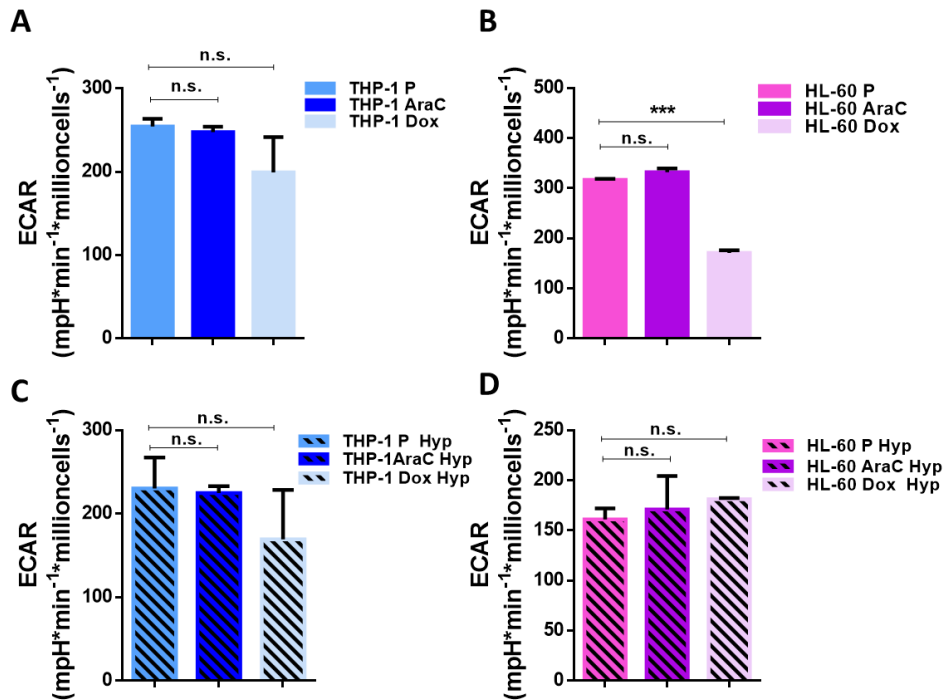 A
n.s.
n.s.
THP-1 P
THP-1 AraC
THP-1 Dox
ECAR
(mpH*min⁻¹*millioncells⁻¹)
300
200
100
0
B
***
n.s.
HL-60 P
HL-60 AraC
HL-60 Dox
ECAR
(mpH*min⁻¹*millioncells⁻¹)
500
400
300
200
100
0
C
n.s.
n.s.
THP-1 P Hyp
THP-1AraC Hyp
THP-1 Dox Hyp
ECAR
(mpH*min⁻¹*millioncells⁻¹)
300
200
100
0
D
n.s.
n.s.
HL-60 P Hyp
HL-60 AraC Hyp
HL-60 Dox Hyp
ECAR
(mpH*min⁻¹*millioncells⁻¹)
250
200
150
100
50
0